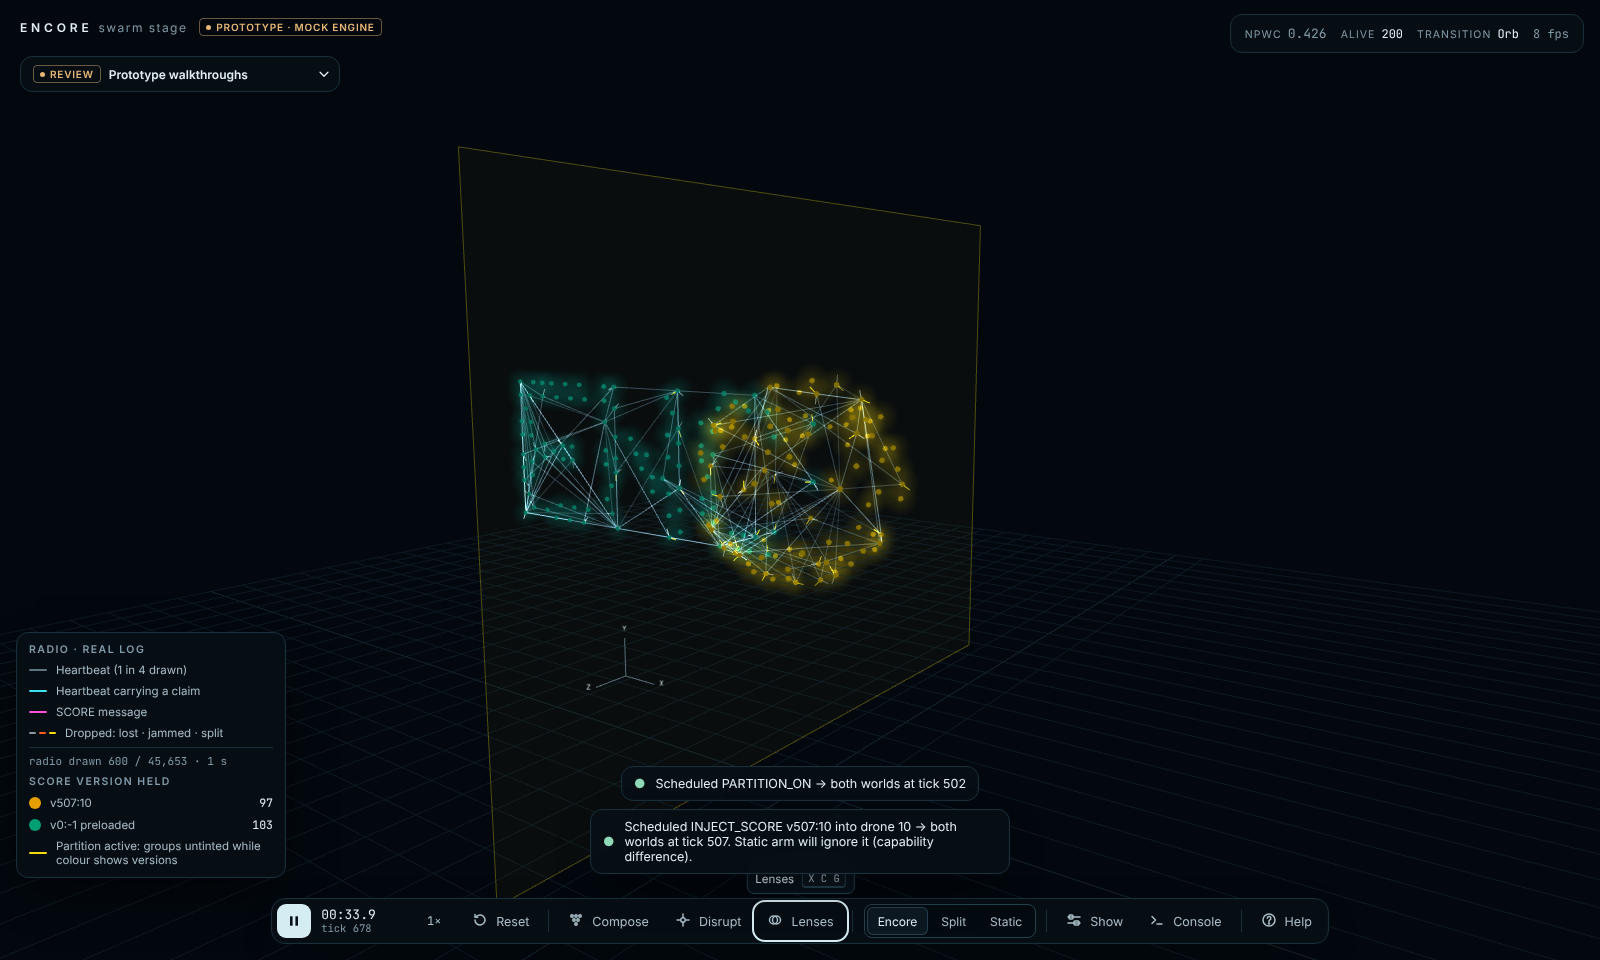 ENCORE swarm stage
PROTOTYPE · MOCK ENGINE
NPWC 0.426 ALIVE 200 TRANSITION Orb 8 fps
REVIEW Prototype walkthroughs
Y
Z
X
RADIO · REAL LOG
Heartbeat (1 in 4 drawn)
Heartbeat carrying a claim
SCORE message
Dropped: lost · jammed · split
radio drawn 600 / 45,653 · 1 s
SCORE VERSION HELD
v507:10 97
v0:-1 preloaded 103
Partition active: groups untinted while
colour shows versions
Scheduled PARTITION_ON → both worlds at tick 502
Scheduled INJECT_SCORE v507:10 into drone 10 → both
worlds at tick 507. Static arm will ignore it (capability
difference).
Lenses X C G
00:33.9
tick 678
1×
Reset
Compose
Disrupt
Lenses
Encore
Split
Static
Show
Console
Help